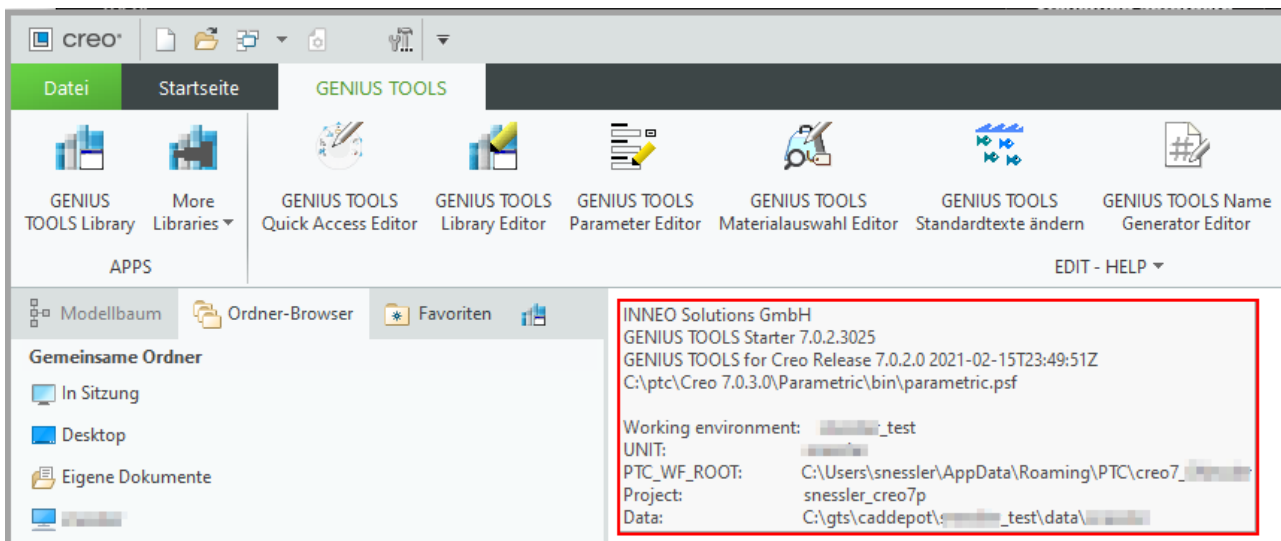 creo®
Datei Startseite GENIUS TOOLS
GENIUS
TOOLS Library
More
Libraries
GENIUS TOOLS
Quick Access Editor
GENIUS TOOLS
Library Editor
GENIUS TOOLS
Parameter Editor
GENIUS TOOLS
Materialauswahl Editor
GENIUS TOOLS
Standardtexte ändern
GENIUS TOOLS Name
Generator Editor
APPS
EDIT - HELP
Modellbaum Ordner-Browser Favoriten
Gemeinsame Ordner
In Sitzung
Desktop
Eigene Dokumente
INNEO Solutions GmbH
GENIUS TOOLS Starter 7.0.2.3025
GENIUS TOOLS for Creo Release 7.0.2.0 2021-02-15T23:49:51Z
C:\ptc\Creo 7.0.3.0\Parametric\bin\parametric.psf
Working environment: _test
UNIT:
PTC_WF_ROOT: C:\Users\snessler\AppData\Roaming\PTC\creo7_
Project: snessler_creo7p
Data: C:\gts\caddepot\ _test\data\